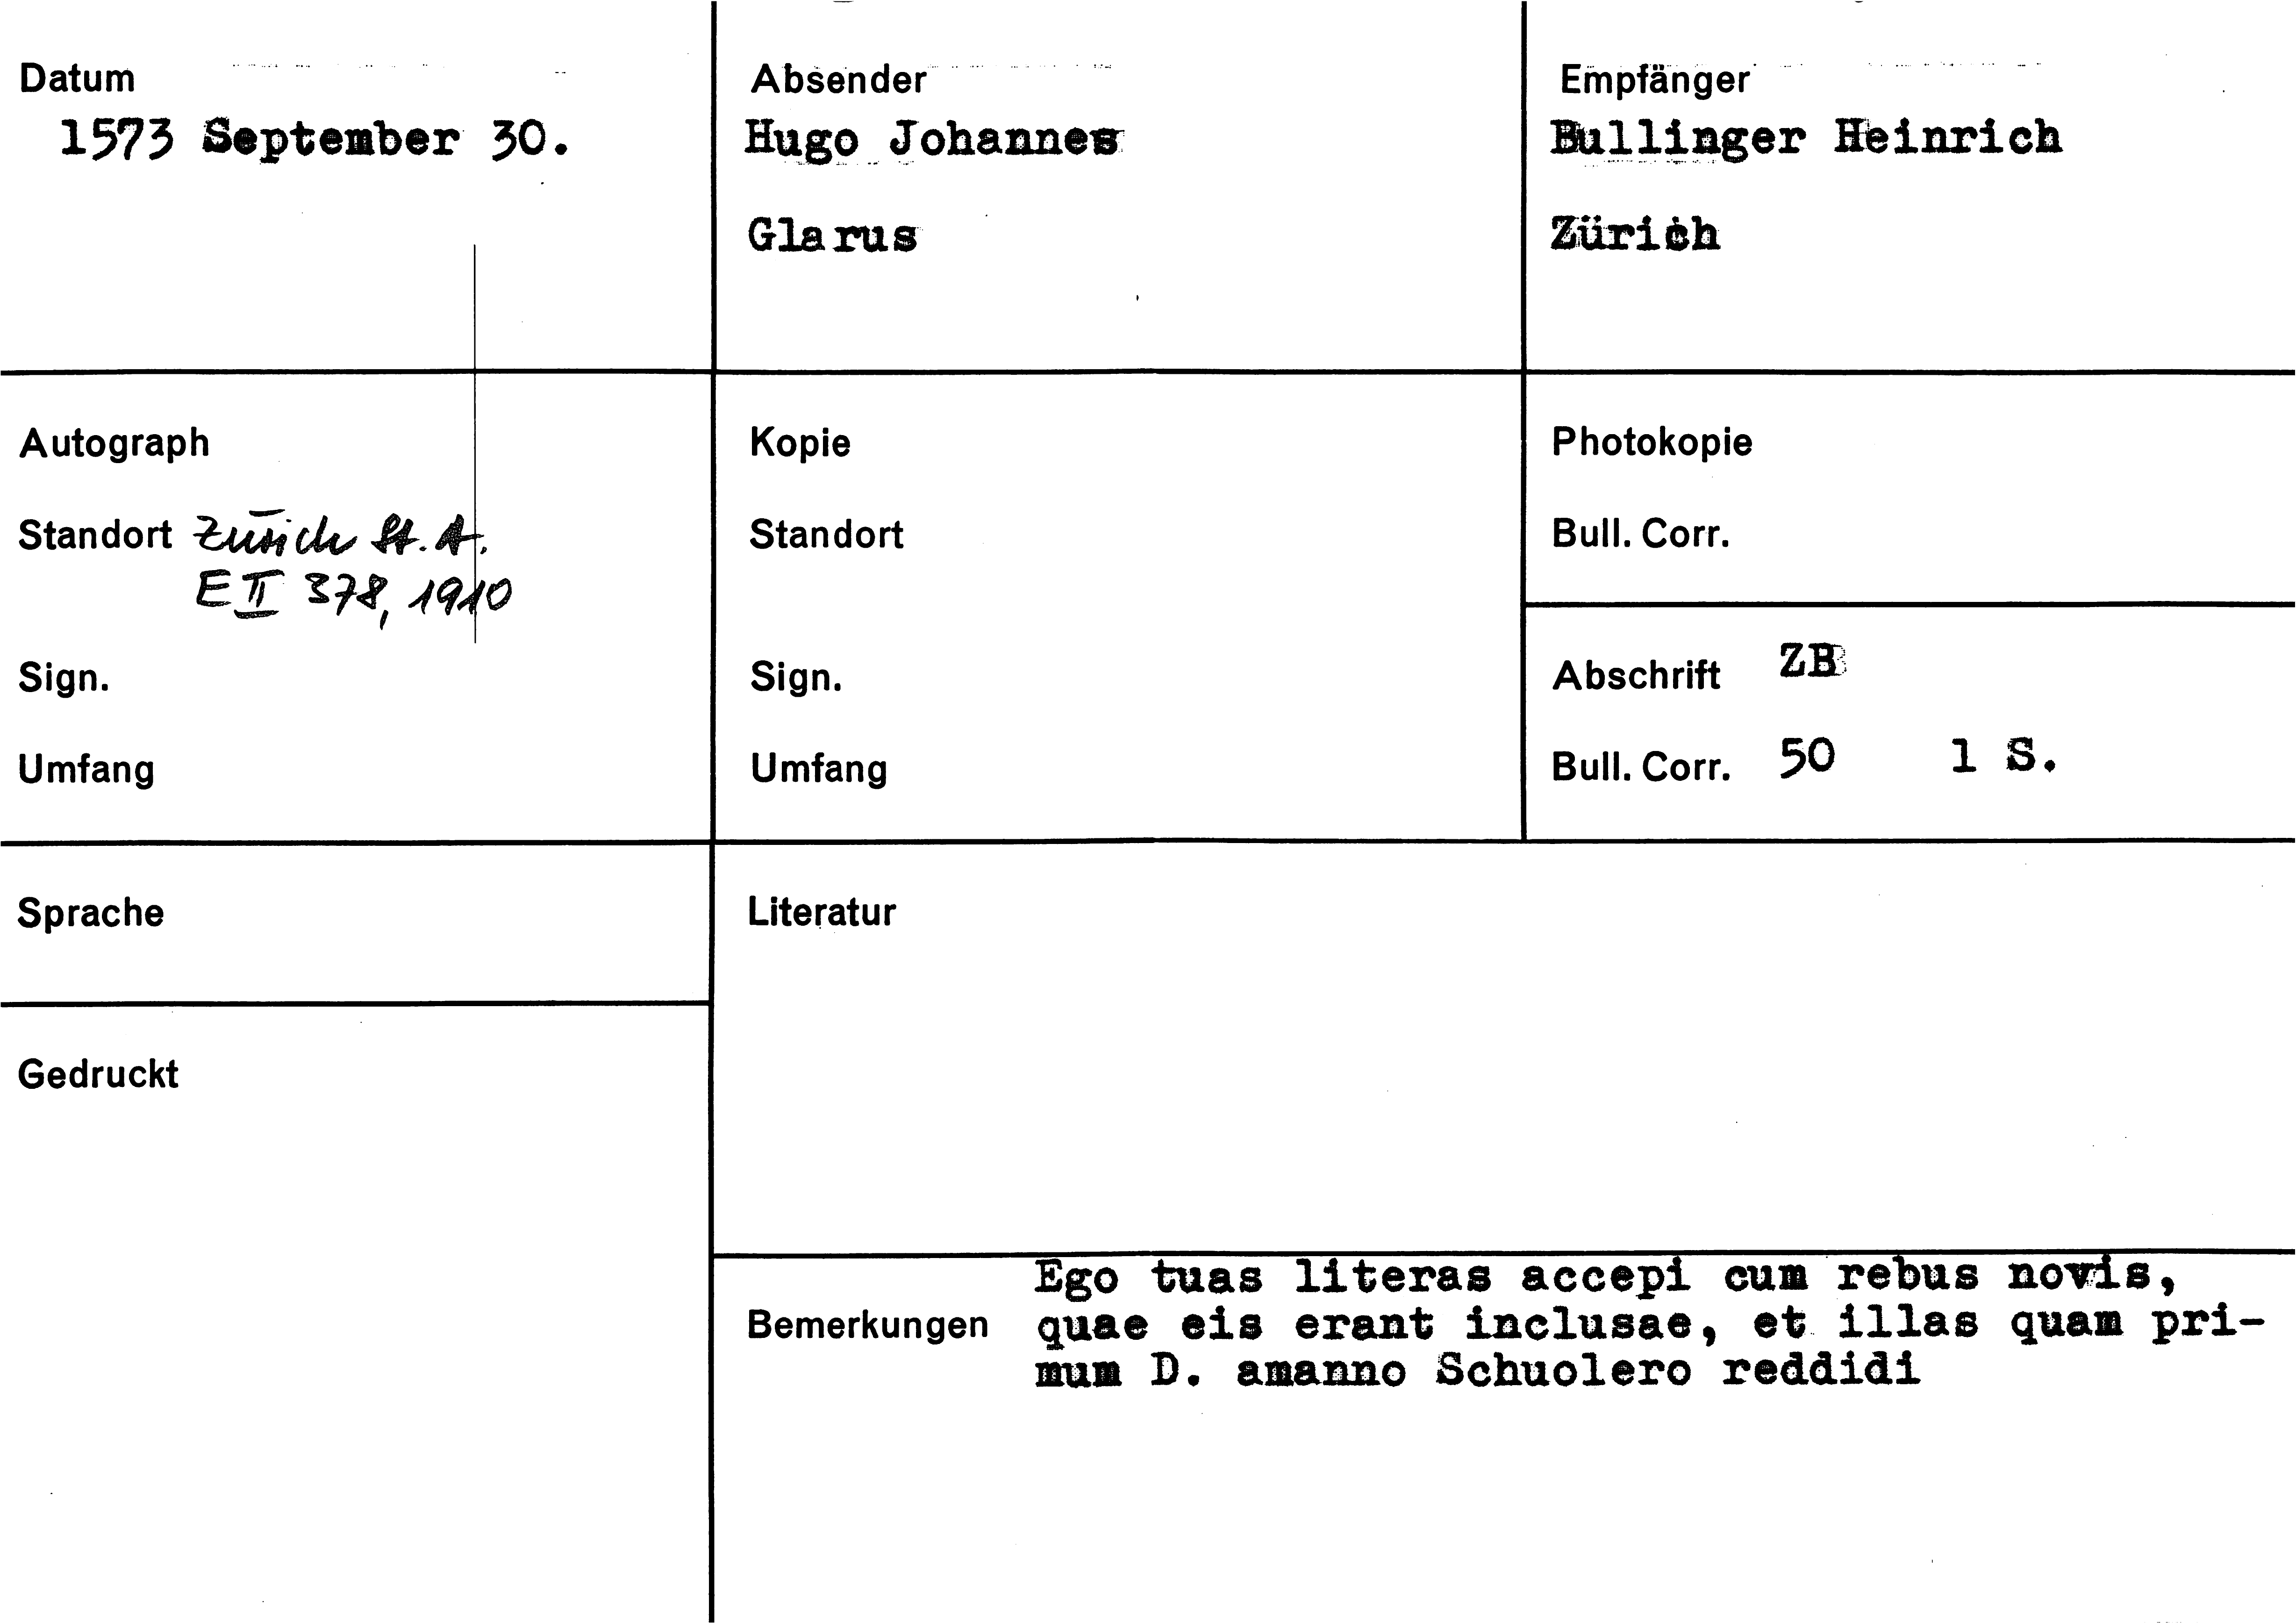 Datum
1573 September 30.
Absender
Hugo Johannes
Glarus
Empfänger
Bullinger Heinrich
Zürich
Autograph
Standort Zürich St. A.
E II 378, 1910
Sign.
Umfang
Kopie
Standort
Sign.
Umfang
Photokopie
Bull. Corr.
Abschrift ZB
Bull. Corr. 50 1 S.
Sprache
Gedruckt
Literatur
Bemerkungen
Ego tuas literas accepi cum rebus novis,
quae eis erant inclusae, et illas quam pri-
mum D. amanno Schuolero reddidi